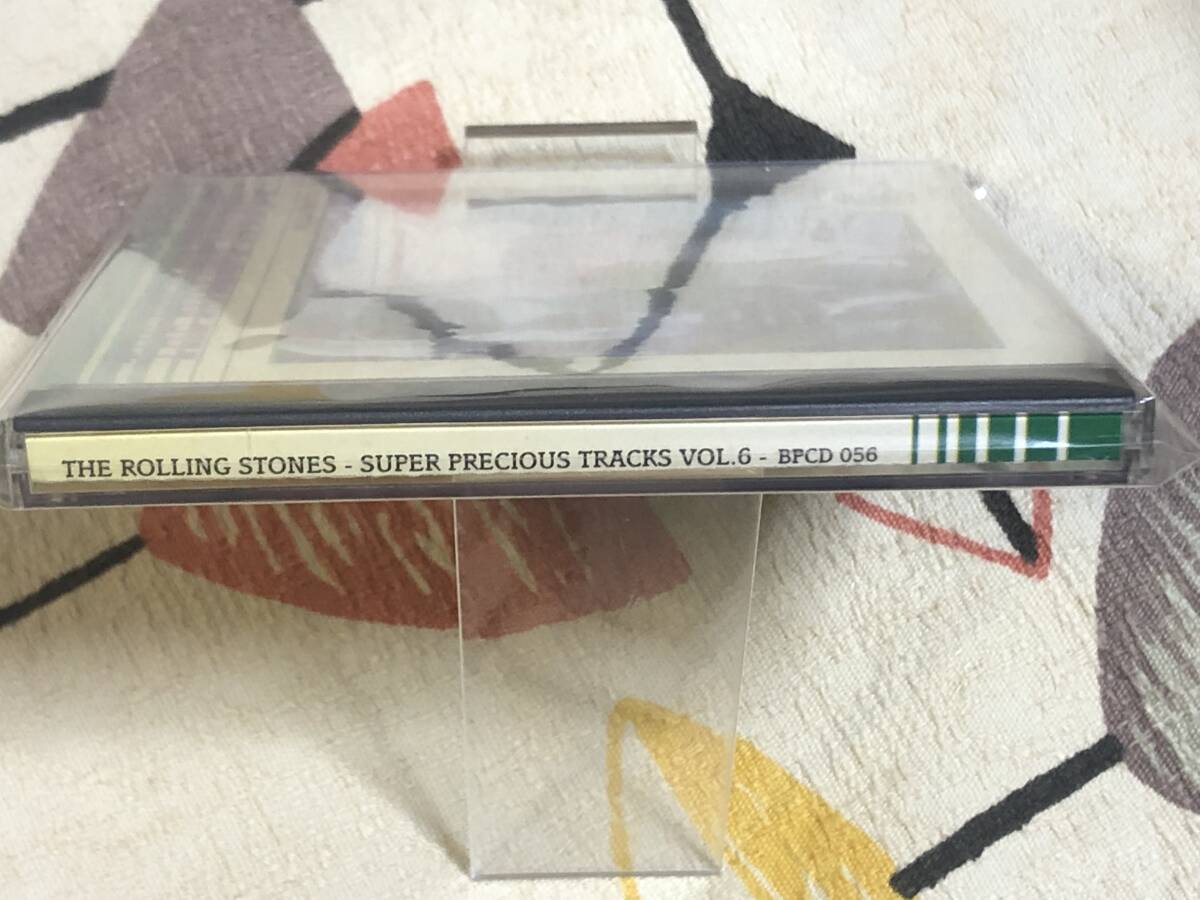 THE ROLLING STONES - SUPER PRECIOUS TRACKS VOL.6 - BPCD 056